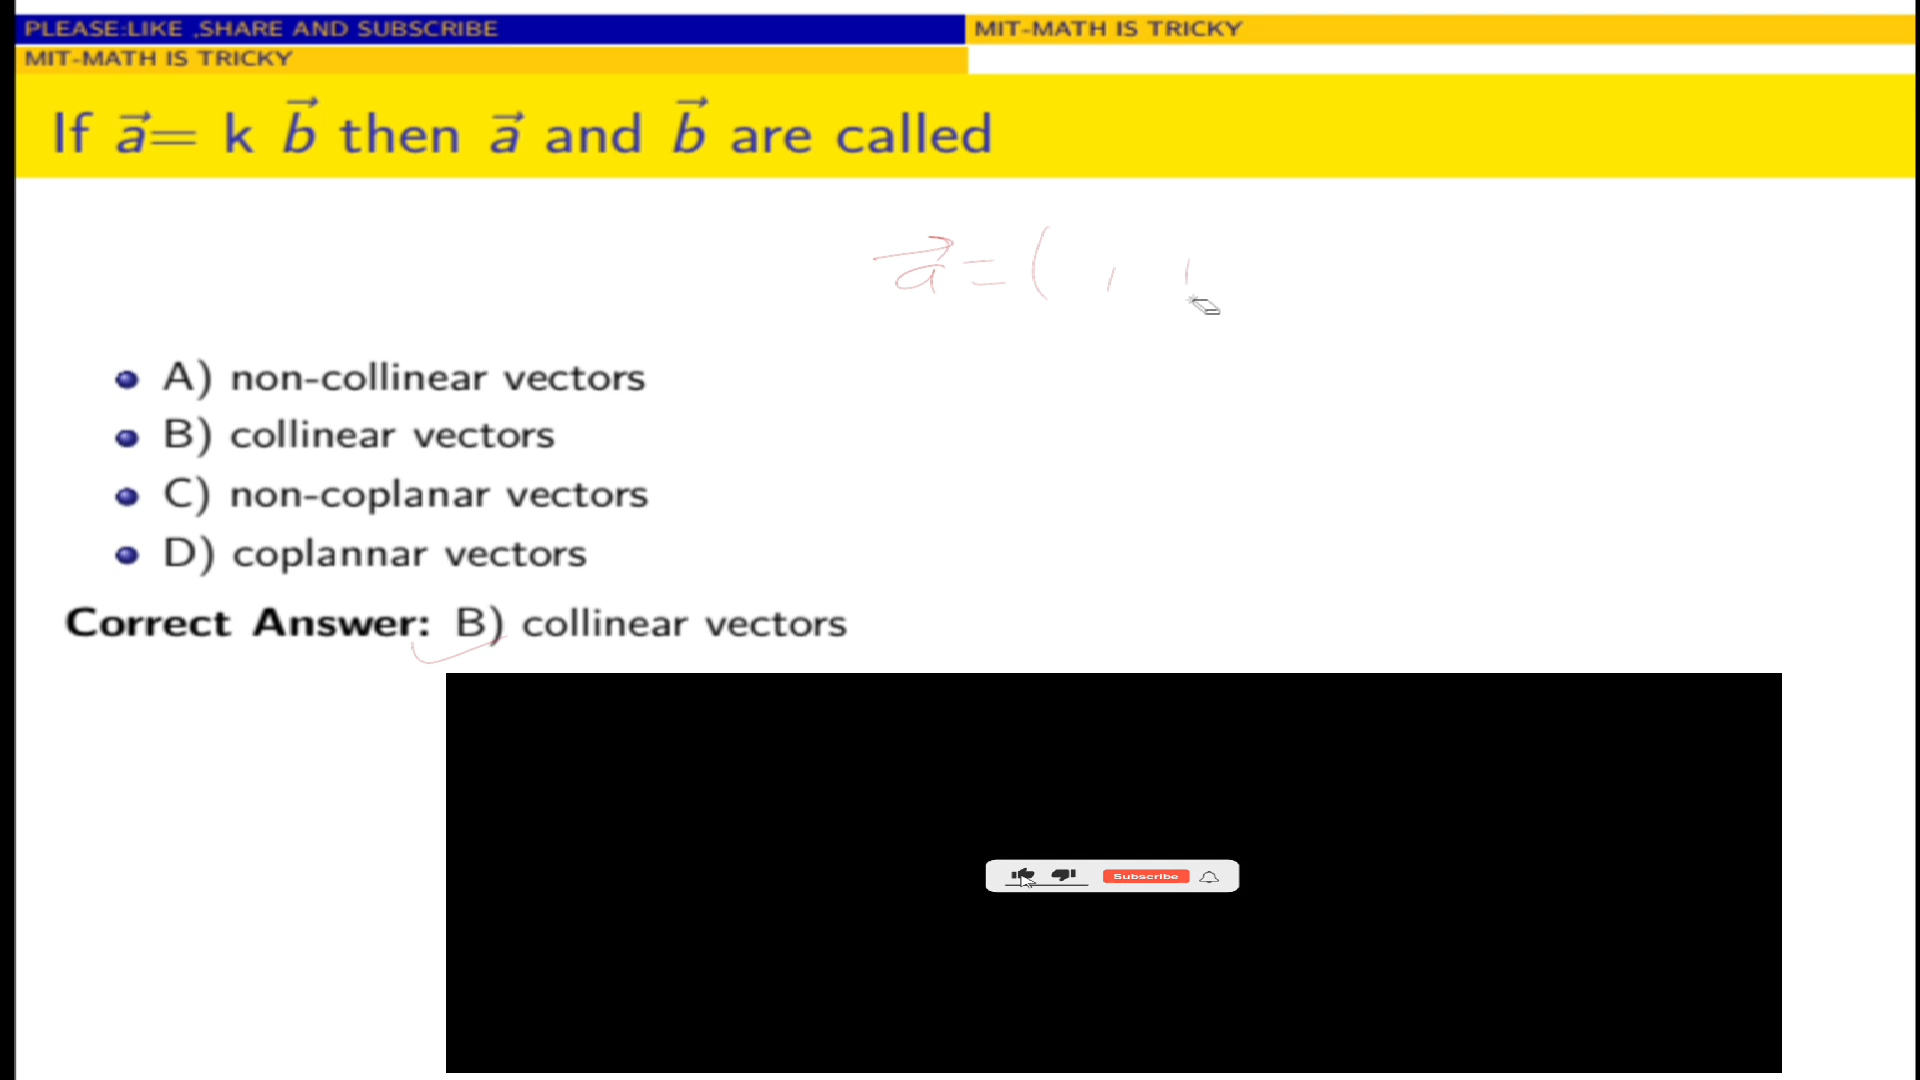 PLEASE:LIKE ,SHARE AND SUBSCRIBE
MIT-MATH IS TRICKY
MIT-MATH IS TRICKY
If a⃗= k b⃗ then a⃗ and b⃗ are called
a⃗ = ( , ,
A) non-collinear vectors
B) collinear vectors
C) non-coplanar vectors
D) coplannar vectors
Correct Answer: B) collinear vectors
Subscribe